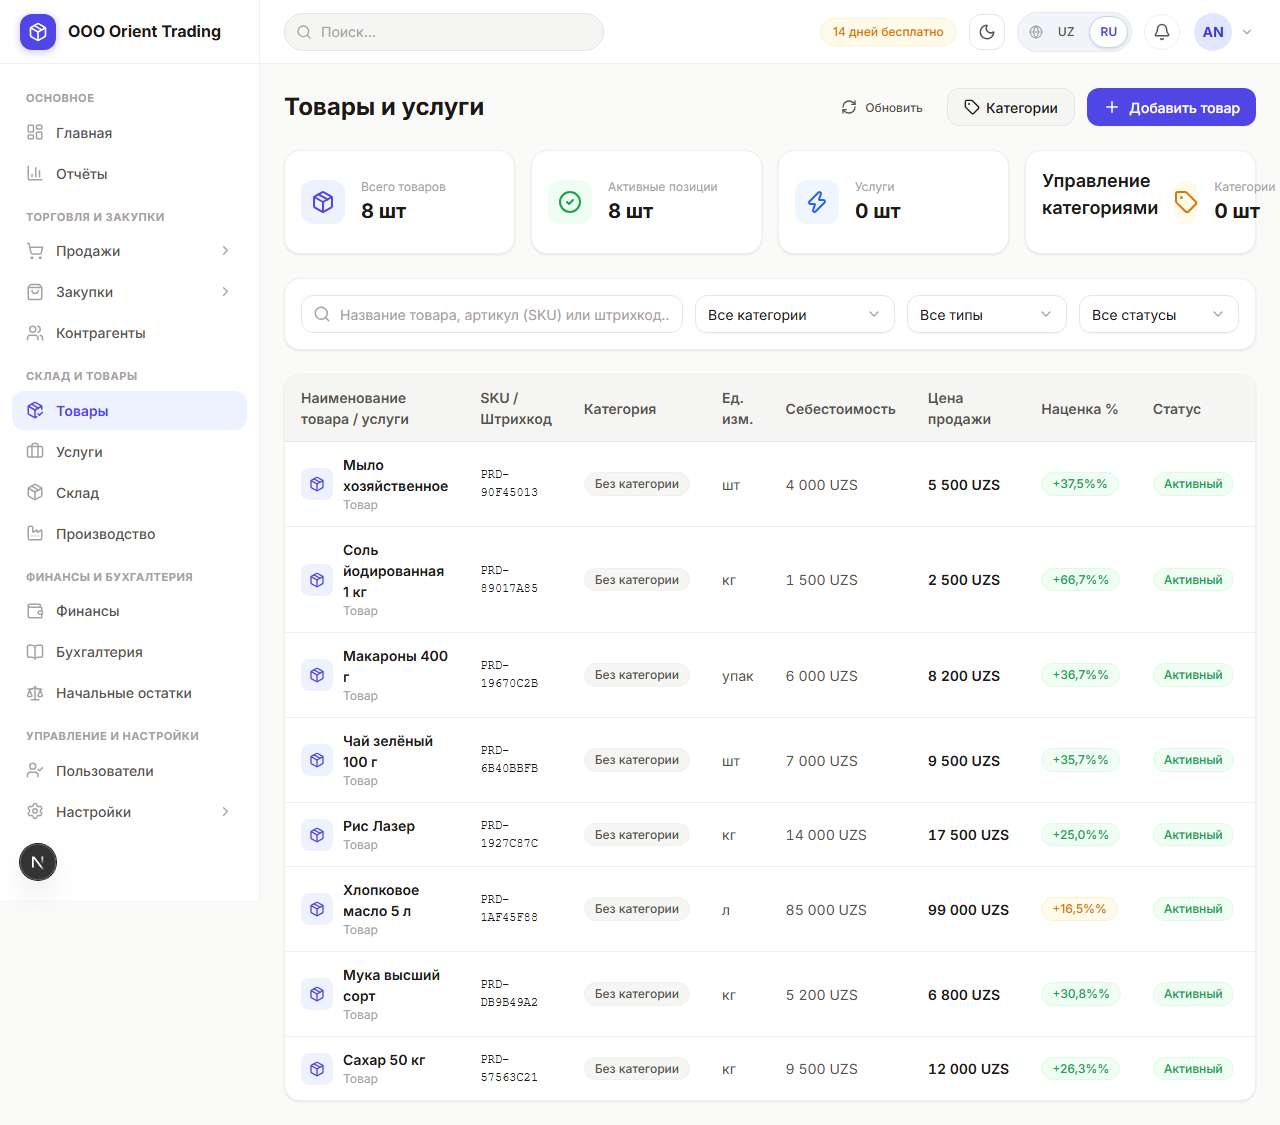 OOO Orient Trading
Поиск...
14 дней бесплатно
UZ
RU
AN
ОСНОВНОЕ
Главная
Отчёты
ТОРГОВЛЯ И ЗАКУПКИ
Продажи
Закупки
Контрагенты
СКЛАД И ТОВАРЫ
Товары
Услуги
Склад
Производство
ФИНАНСЫ И БУХГАЛТЕРИЯ
Финансы
Бухгалтерия
Начальные остатки
УПРАВЛЕНИЕ И НАСТРОЙКИ
Пользователи
Настройки
N
Товары и услуги
Обновить
Категории
Добавить товар
Всего товаров
8 шт
Активные позиции
8 шт
Услуги
0 шт
Управление
категориями
Категории
0 шт
Название товара, артикул (SKU) или штрихкод..
Все категории
Все типы
Все статусы
Наименование
товара / услуги
SKU /
Штрихкод
Категория
Ед.
изм.
Себестоимость
Цена
продажи
Наценка %
Статус
Мыло
хозяйственное
Товар
PRD-
90F45013
Без категории
шт
4 000 UZS
5 500 UZS
+37,5%%
Активный
Соль
йодированная
1 кг
Товар
PRD-
89017A85
Без категории
кг
1 500 UZS
2 500 UZS
+66,7%%
Активный
Макароны 400
г
Товар
PRD-
19670C2B
Без категории
упак
6 000 UZS
8 200 UZS
+36,7%%
Активный
Чай зелёный
100 г
Товар
PRD-
6B40BBFB
Без категории
шт
7 000 UZS
9 500 UZS
+35,7%%
Активный
Рис Лазер
Товар
PRD-
1927C87C
Без категории
кг
14 000 UZS
17 500 UZS
+25,0%%
Активный
Хлопковое
масло 5 л
Товар
PRD-
1AF45F88
Без категории
л
85 000 UZS
99 000 UZS
+16,5%%
Активный
Мука высший
сорт
Товар
PRD-
DB9B49A2
Без категории
кг
5 200 UZS
6 800 UZS
+30,8%%
Активный
Сахар 50 кг
Товар
PRD-
57563C21
Без категории
кг
9 500 UZS
12 000 UZS
+26,3%%
Активный